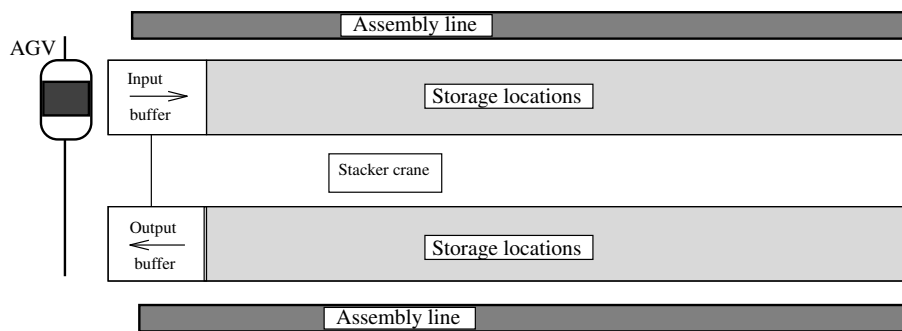 Assembly line
AGV
Input
buffer
Storage locations
Stacker crane
Output
buffer
Storage locations
Assembly line